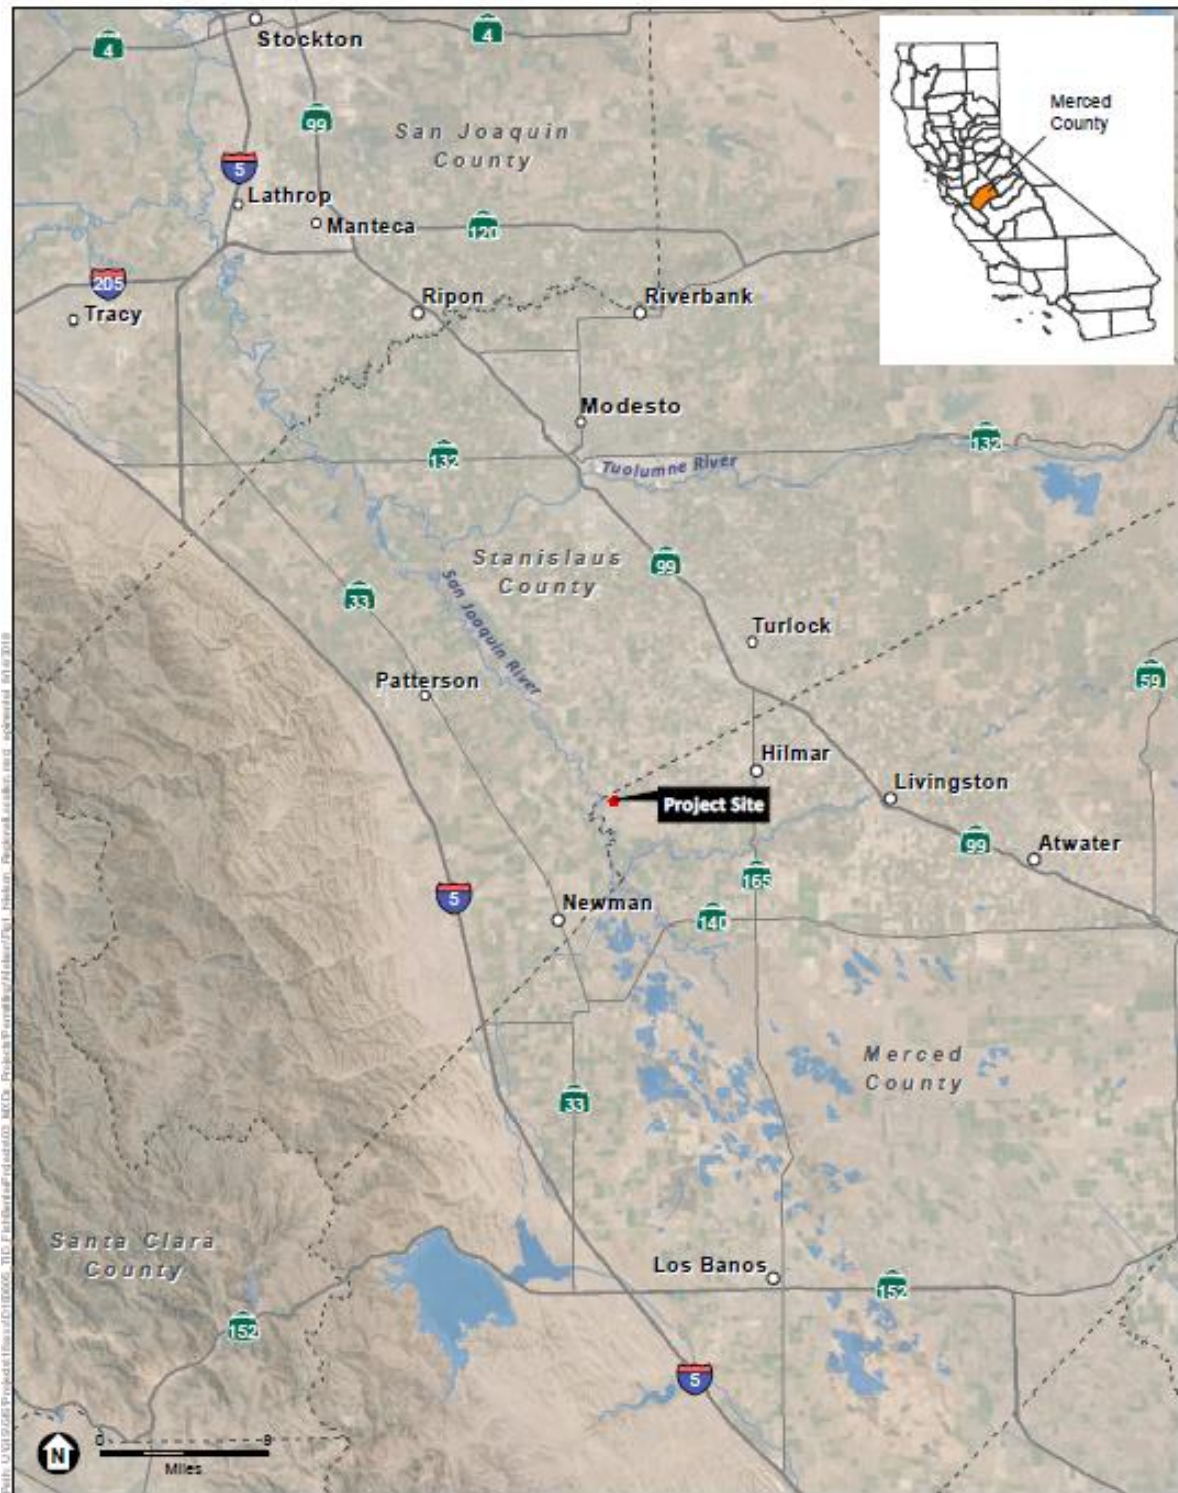 4
Stockton
4
99
San Joaquin
County
Merced
County
5
Lathrop
Manteca
120
205
Tracy
Ripon
Riverbank
Modesto
132
132
Tuolumne River
Stanislaus
County
99
33
San Joaquin River
Turlock
Patterson
59
Hilmar
Livingston
Project Site
99
Atwater
165
5
Newman
140
Merced
County
33
Santa Clara
County
Los Banos
152
152
5
N
0
8
Miles